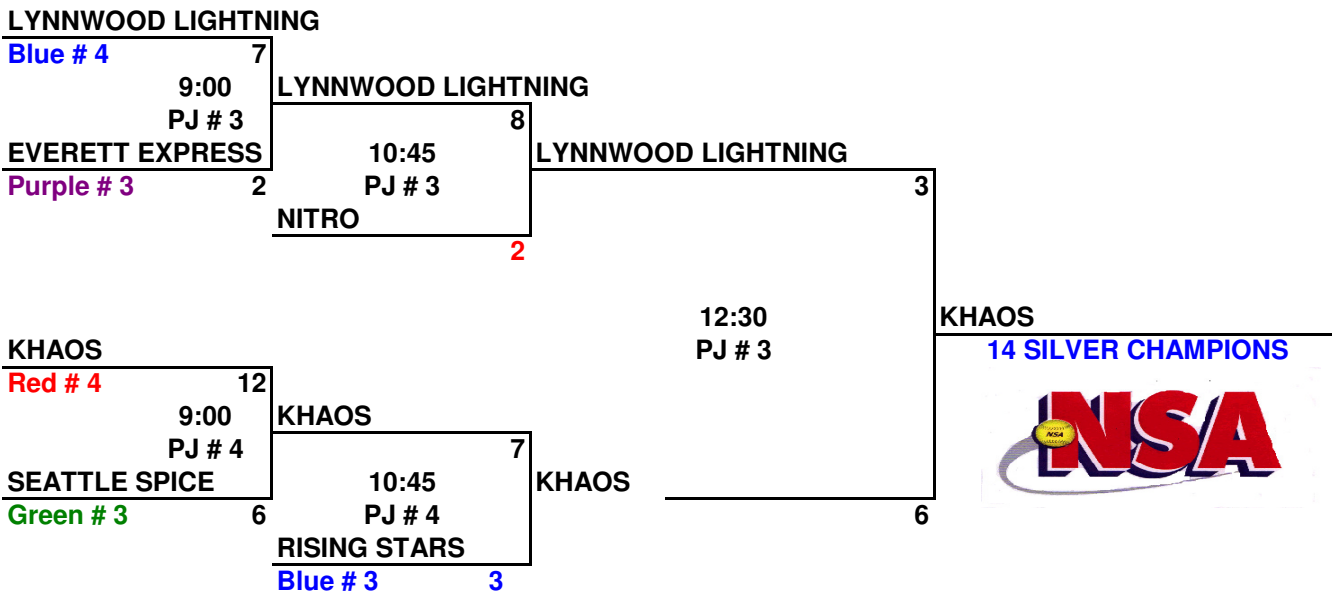 LYNNWOOD LIGHTNING
Blue # 4 7
9:00 LYNNWOOD LIGHTNING
PJ # 3 8
EVERETT EXPRESS 10:45 LYNNWOOD LIGHTNING
Purple # 3 2 PJ # 3 3
NITRO
2
12:30 KHAOS
KHAOS PJ # 3 14 SILVER CHAMPIONS
Red # 4 12
9:00 KHAOS
PJ # 4 7
SEATTLE SPICE 10:45 KHAOS
Green # 3 6 PJ # 4 6
RISING STARS
Blue # 3 3
NSA
NSA